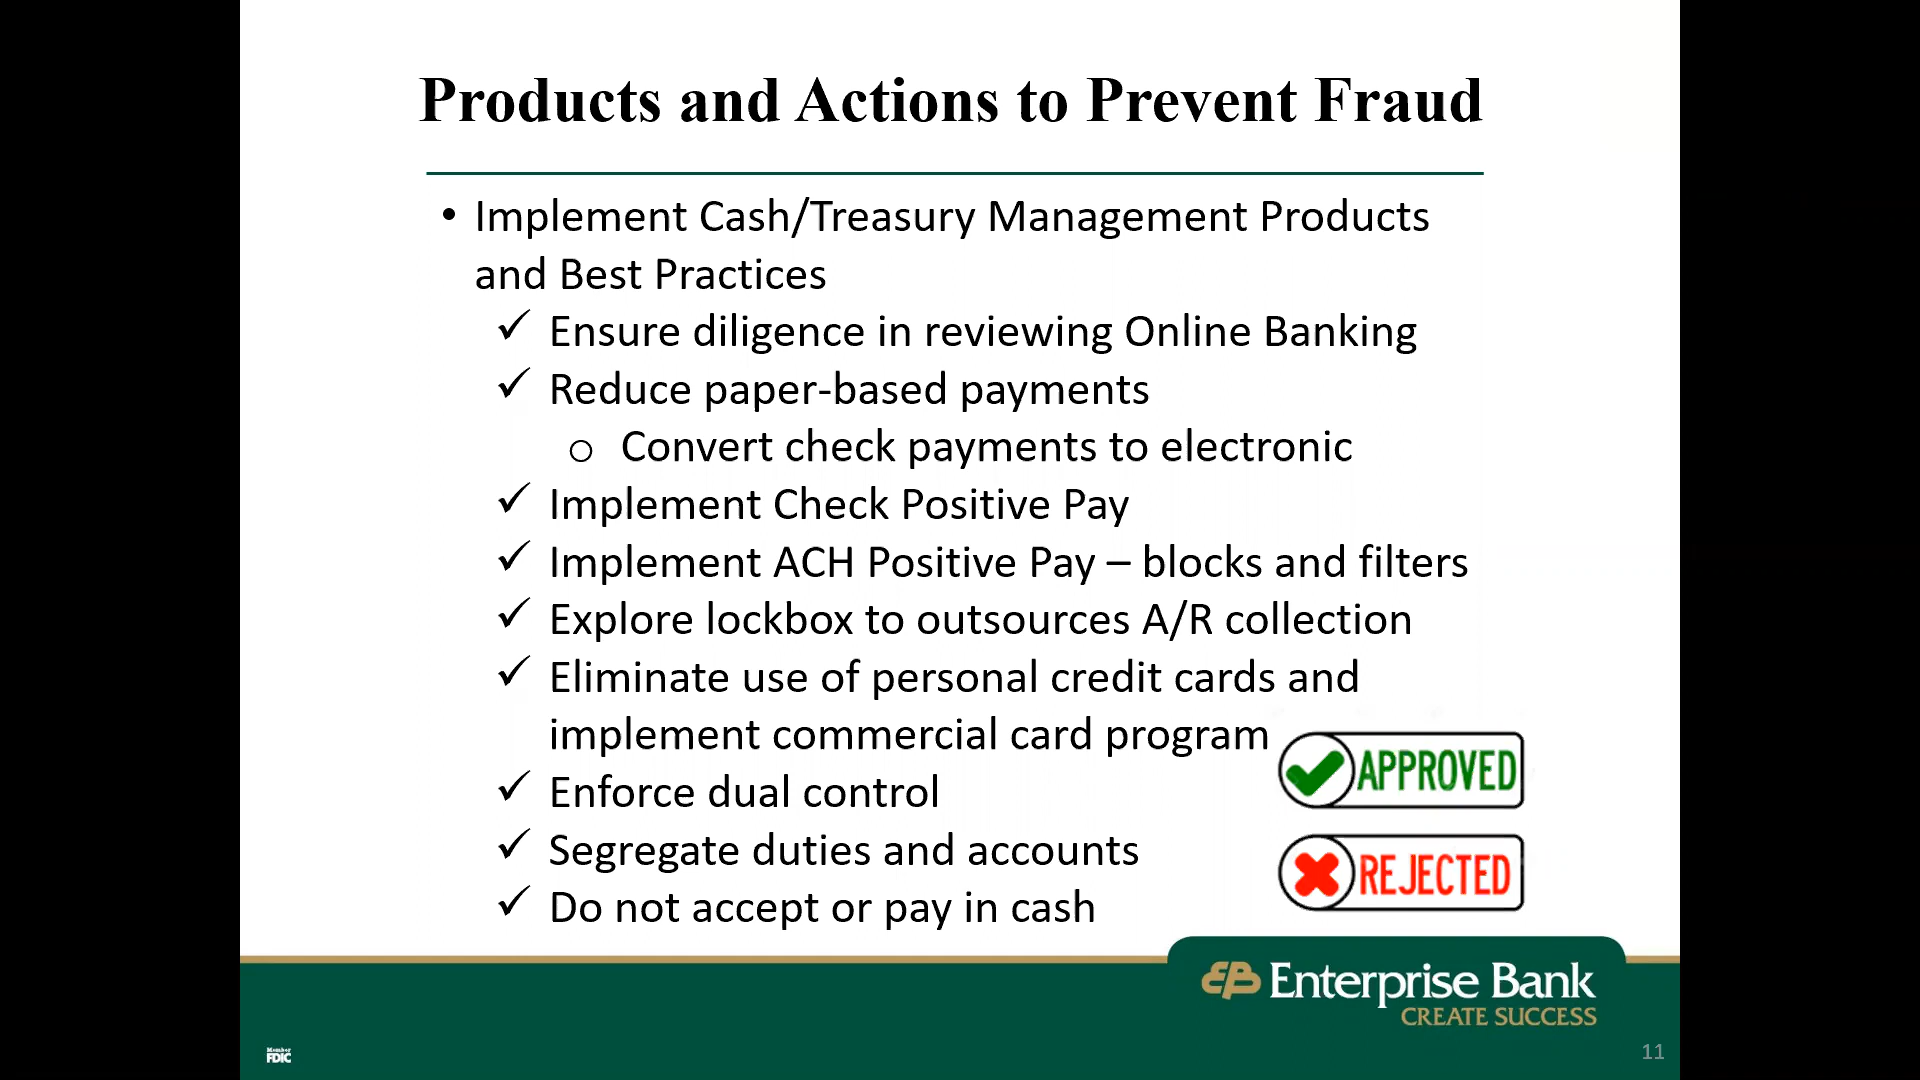 Products and Actions to Prevent Fraud
• Implement Cash/Treasury Management Products
and Best Practices
✓ Ensure diligence in reviewing Online Banking
✓ Reduce paper-based payments
o Convert check payments to electronic
✓ Implement Check Positive Pay
✓ Implement ACH Positive Pay – blocks and filters
✓ Explore lockbox to outsources A/R collection
✓ Eliminate use of personal credit cards and
implement commercial card program
APPROVED
✓ Enforce dual control
✓ Segregate duties and accounts
REJECTED
✓ Do not accept or pay in cash
Enterprise Bank
CREATE SUCCESS
Member
FDIC
11